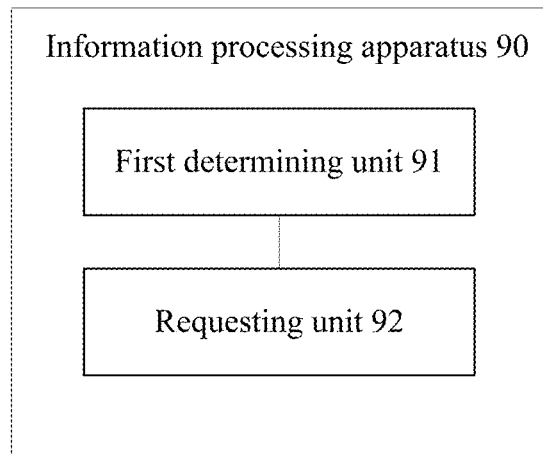 Information processing apparatus 90
First determining unit 91
Requesting unit 92